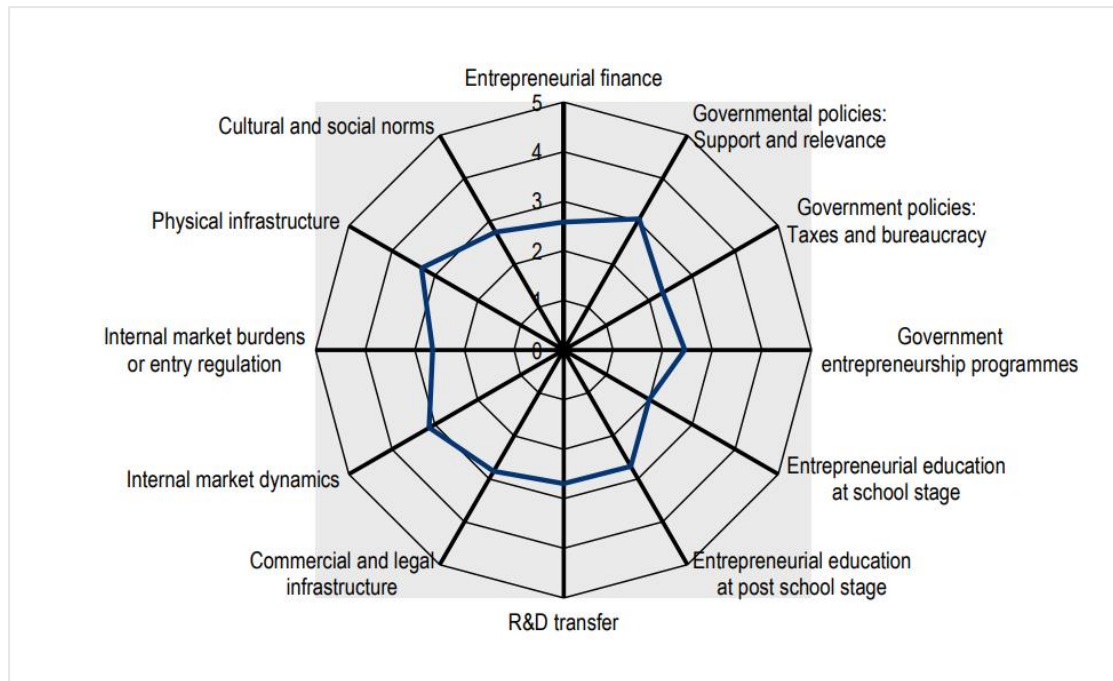 Entrepreneurial finance
5
Governmental policies:
Support and relevance
Cultural and social norms
4
3
Government policies:
Taxes and bureaucracy
Physical infrastructure
2
1
Internal market burdens
or entry regulation
0
Government
entrepreneurship programmes
Internal market dynamics
Entrepreneurial education
at school stage
Commercial and legal
infrastructure
Entrepreneurial education
at post school stage
R&D transfer